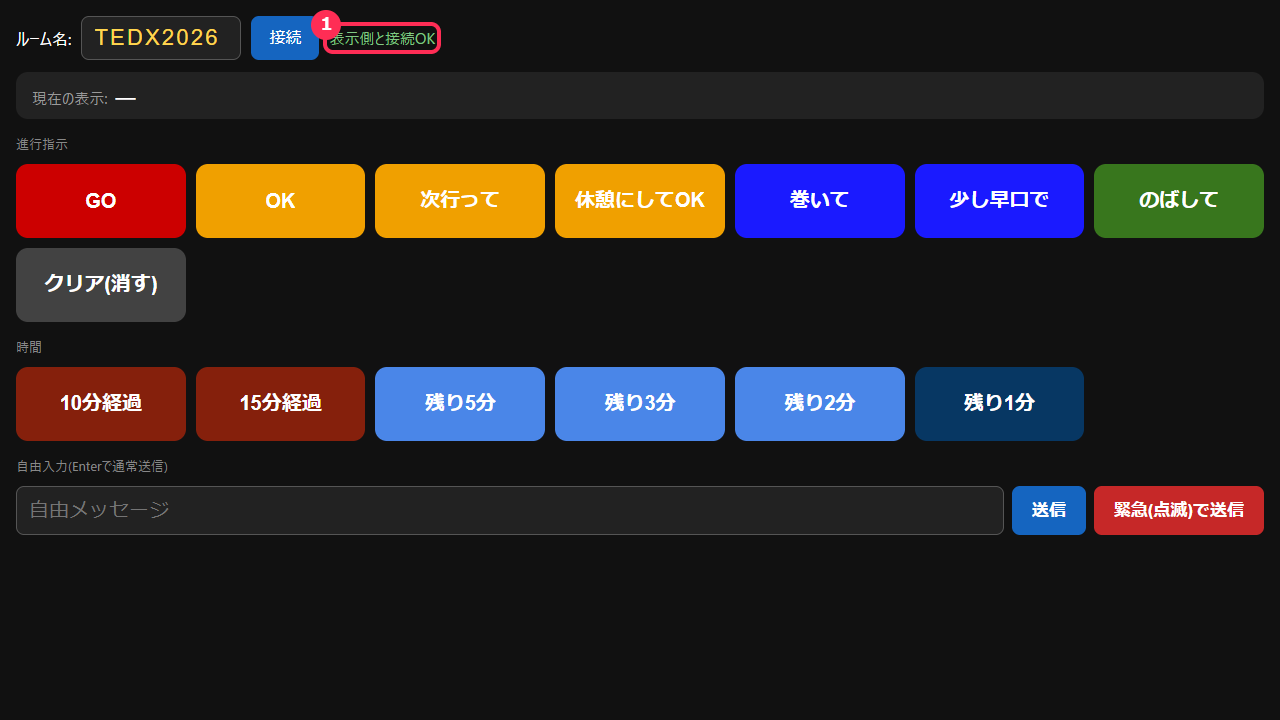 ルーム名: TEDX2026 接続 1 表示側と接続OK
現在の表示: —
進行指示
GO OK 次行って 休憩にしてOK 巻いて 少し早口で のばして
クリア(消す)
時間
10分経過 15分経過 残り5分 残り3分 残り2分 残り1分
自由入力(Enterで通常送信)
自由メッセージ 送信 緊急(点滅)で送信